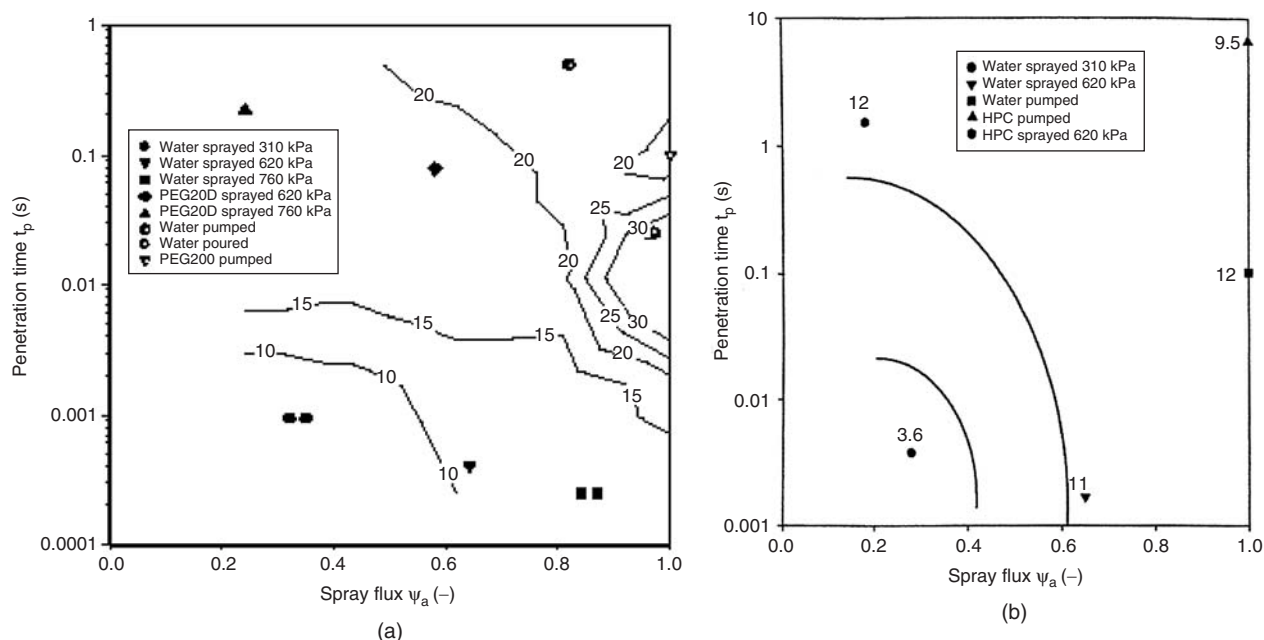 1
0.1
0.01
0.001
0.0001
Penetration time t_p (s)
Water sprayed 310 kPa
Water sprayed 620 kPa
Water sprayed 760 kPa
PEG20D sprayed 620 kPa
PEG20D sprayed 760 kPa
Water pumped
Water poured
PEG200 pumped
20
20
20
20
20
25
25
30
30
15
15
15
15
10
10
10
0.0
0.2
0.4
0.6
0.8
1.0
Spray flux ψ_a (–)
(a)
10
1
0.1
0.01
0.001
Penetration time t_p (s)
Water sprayed 310 kPa
Water sprayed 620 kPa
Water pumped
HPC pumped
HPC sprayed 620 kPa
9.5
12
12
3.6
11
0.0
0.2
0.4
0.6
0.8
1.0
Spray flux ψ_a (–)
(b)